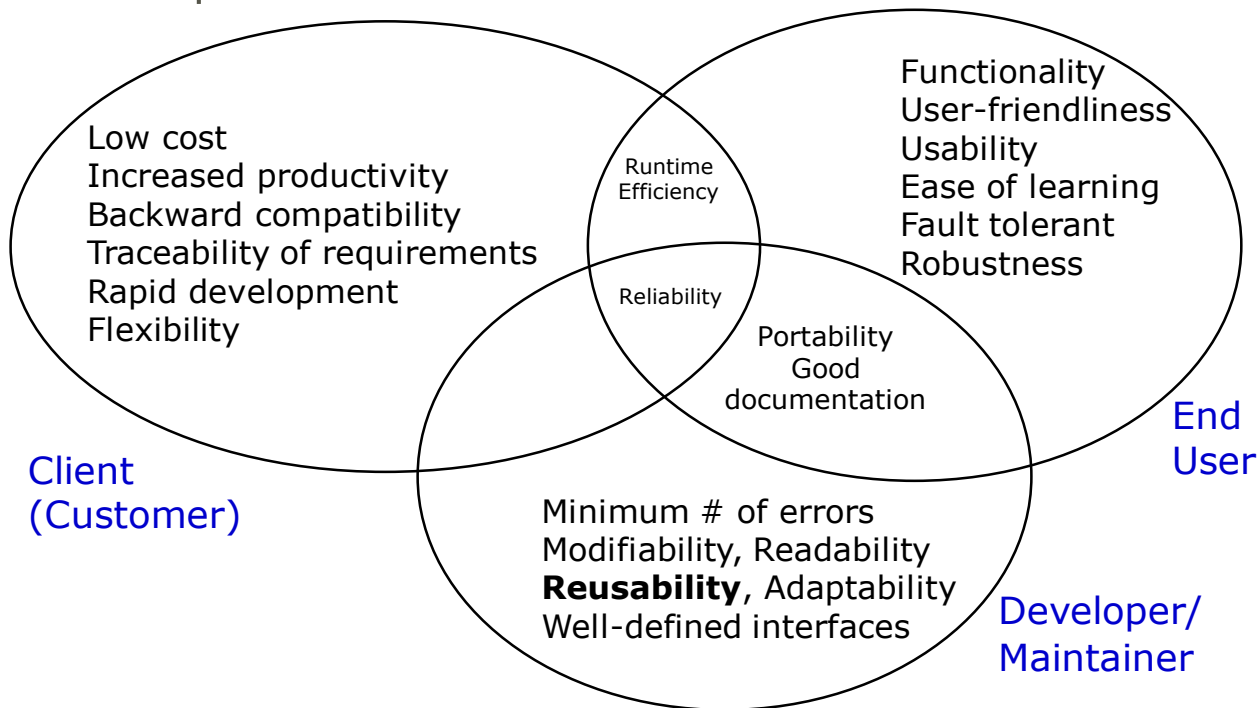 Low cost
Increased productivity
Backward compatibility
Traceability of requirements
Rapid development
Flexibility
Runtime
Efficiency
Reliability
Functionality
User-friendliness
Usability
Ease of learning
Fault tolerant
Robustness
Portability
Good
documentation
Client
(Customer)
End
User
Minimum # of errors
Modifiability, Readability
Reusability, Adaptability
Well-defined interfaces
Developer/
Maintainer